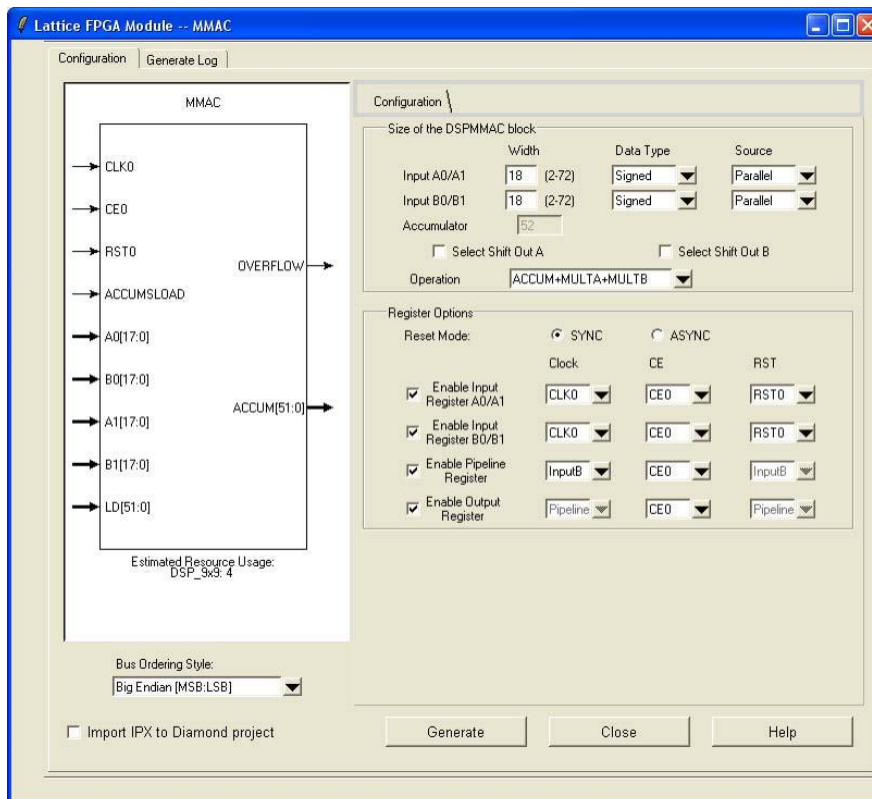 Lattice FPGA Module -- MMAC
Configuration Generate Log
MMAC
CLK0
CE0
RST0
OVERFLOW
ACCUMSLOAD
A0[17:0]
B0[17:0]
ACCUM[51:0]
A1[17:0]
B1[17:0]
LD[51:0]
Estimated Resource Usage:
DSP_9x9: 4
Bus Ordering Style:
Big Endian [MSB:LSB]
Import IPX to Diamond project
Configuration
Size of the DSPMMAC block
Width Data Type Source
Input A0/A1 18 (2-72) Signed Parallel
Input B0/B1 18 (2-72) Signed Parallel
Accumulator 52
Select Shift Out A Select Shift Out B
Operation ACCUM+MULTA+MULTB
Register Options
Reset Mode: SYNC ASYNC
Clock CE RST
Enable Input
Register A0/A1 CLK0 CE0 RST0
Enable Input
Register B0/B1 CLK0 CE0 RST0
Enable Pipeline
Register InputB CE0 InputB
Enable Output
Register Pipeline CE0 Pipeline
Generate Close Help